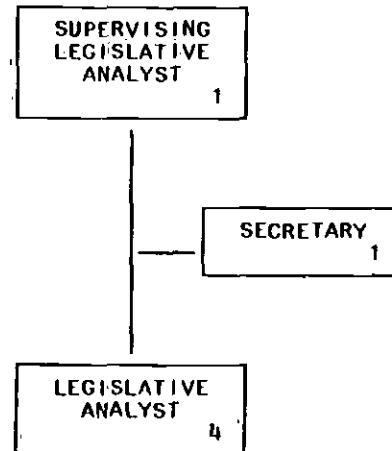 SUPERVISING
LEGISLATIVE
ANALYST
1
SECRETARY
1
LEGISLATIVE
ANALYST
4